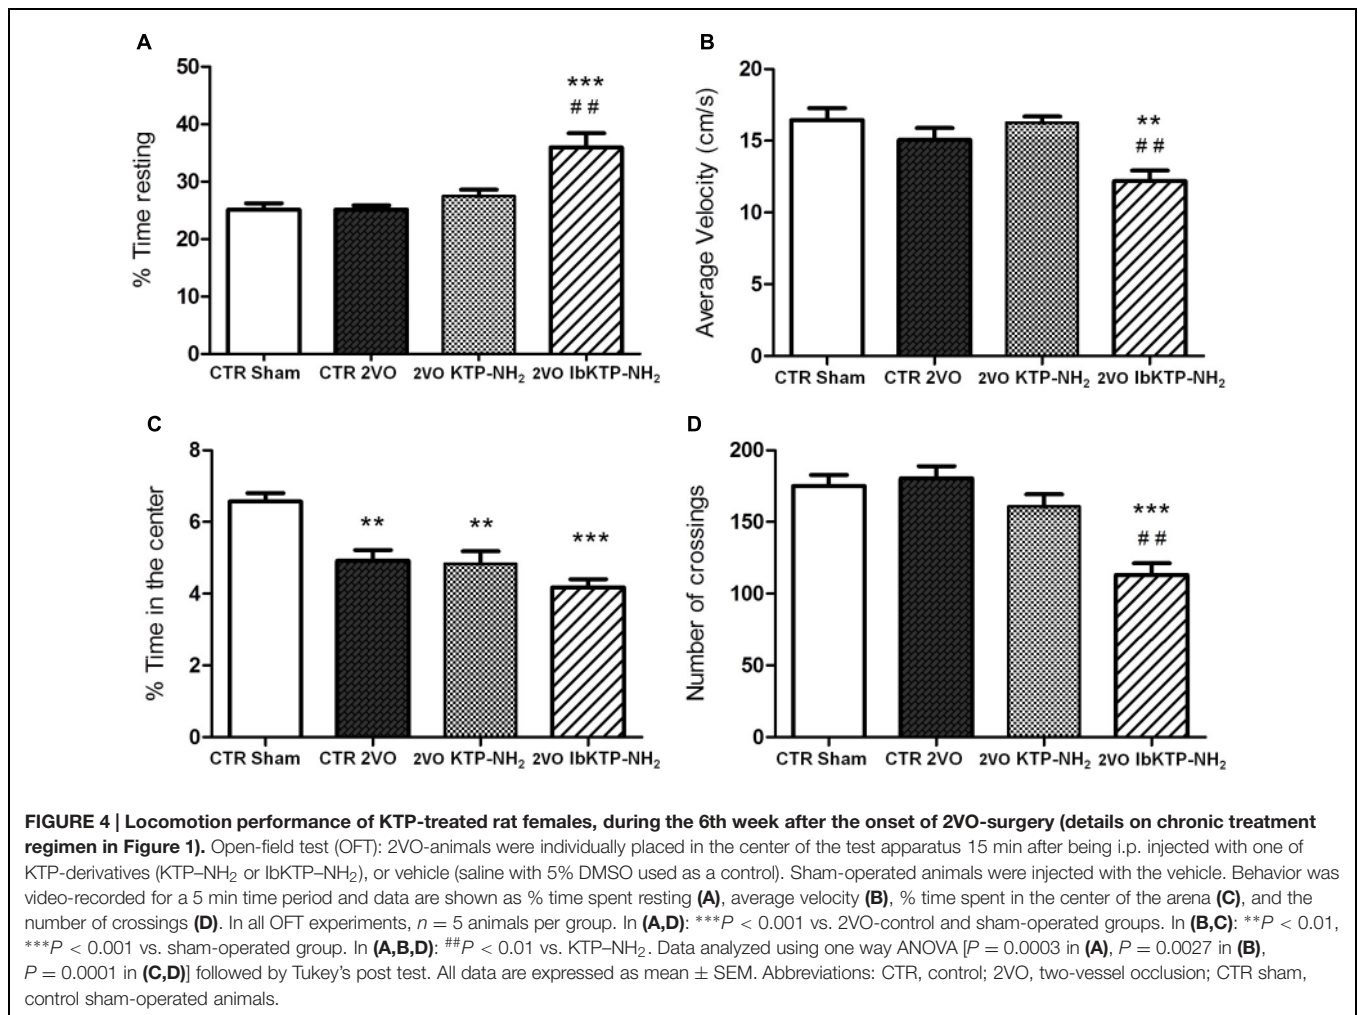 A
50
40
30
20
10
0
% Time resting
***
##
CTR Sham
CTR 2VO
2VO KTP-NH₂
2VO IbKTP-NH₂
B
20
15
10
5
0
Average Velocity (cm/s)
**
##
CTR Sham
CTR 2VO
2VO KTP-NH₂
2VO IbKTP-NH₂
C
8
6
4
2
0
% Time in the center
**
**
***
CTR Sham
CTR 2VO
2VO KTP-NH₂
2VO IbKTP-NH₂
D
200
150
100
50
0
Number of crossings
***
##
CTR Sham
CTR 2VO
2VO KTP-NH₂
2VO IbKTP-NH₂
FIGURE 4 | Locomotion performance of KTP-treated rat females, during the 6th week after the onset of 2VO-surgery (details on chronic treatment
regimen in Figure 1). Open-field test (OFT): 2VO-animals were individually placed in the center of the test apparatus 15 min after being i.p. injected with one of
KTP-derivatives (KTP–NH₂ or IbKTP–NH₂), or vehicle (saline with 5% DMSO used as a control). Sham-operated animals were injected with the vehicle. Behavior was
video-recorded for a 5 min time period and data are shown as % time spent resting (A), average velocity (B), % time spent in the center of the arena (C), and the
number of crossings (D). In all OFT experiments, n = 5 animals per group. In (A,D): ***P < 0.001 vs. 2VO-control and sham-operated groups. In (B,C): **P < 0.01,
***P < 0.001 vs. sham-operated group. In (A,B,D): ##P < 0.01 vs. KTP–NH₂. Data analyzed using one way ANOVA [P = 0.0003 in (A), P = 0.0027 in (B),
P = 0.0001 in (C,D)] followed by Tukey's post test. All data are expressed as mean ± SEM. Abbreviations: CTR, control; 2VO, two-vessel occlusion; CTR sham,
control sham-operated animals.